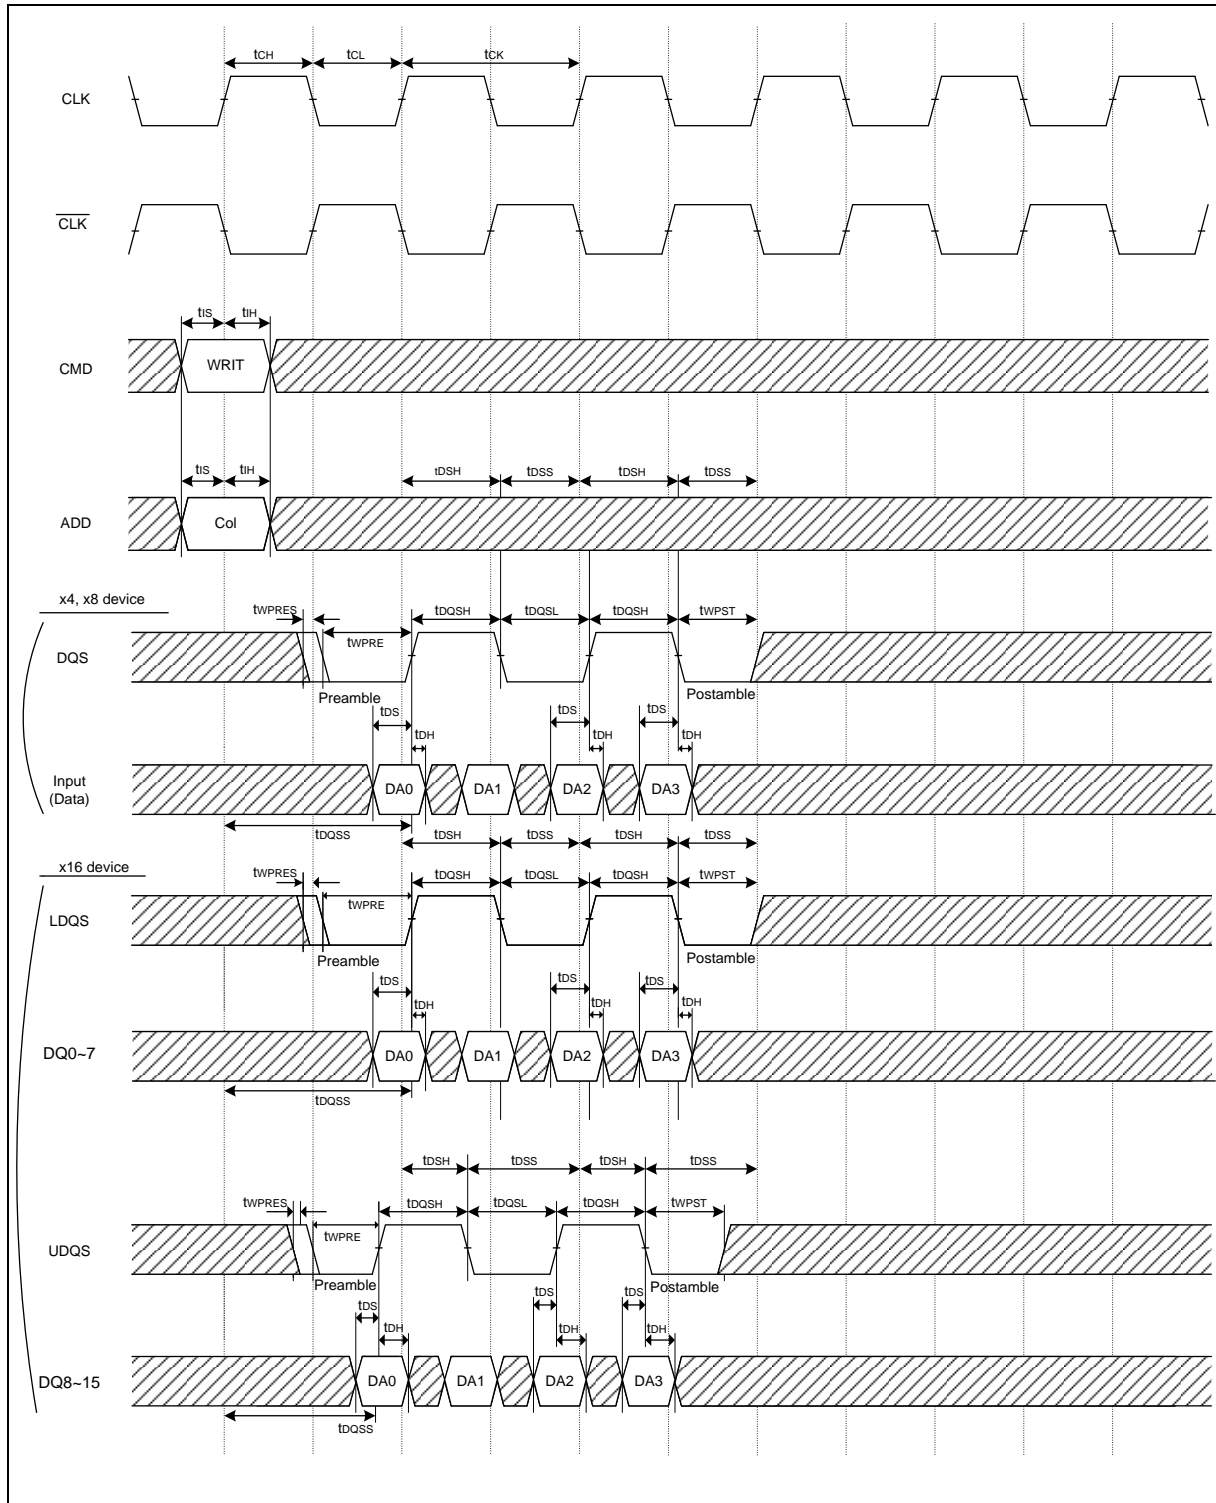 tCH tCL tCK
CLK
CLK
tIS tIH
CMD WRIT
tIS tIH tDSH tDSS tDSH tDSS
ADD Col
x4, x8 device
tWPRES tDQSH tDQSL tDQSH tWPST
tWPRE
DQS
Preamble Postamble
tDS tDS tDS
tDH tDH tDH
Input
(Data)
DA0 DA1 DA2 DA3
tDQSS tDSH tDSS tDSH tDSS
x16 device
tWPRES tDQSH tDQSL tDQSH tWPST
tWPRE
LDQS
Preamble Postamble
tDS tDS tDS
tDH tDH tDH
DQ0~7 DA0 DA1 DA2 DA3
tDQSS
tDSH tDSS tDSH tDSS
tWPRES tDQSH tDQSL tDQSH tWPST
tWPRE
UDQS
Preamble Postamble
tDS tDS tDS
tDH tDH tDH
DQ8~15 DA0 DA1 DA2 DA3
tDQSS